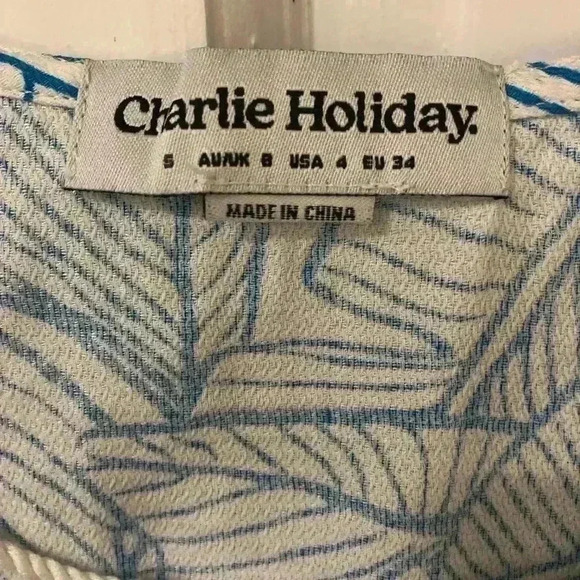 Charlie Holiday.
S AU/UK 8 USA 4 EU 34
MADE IN CHINA